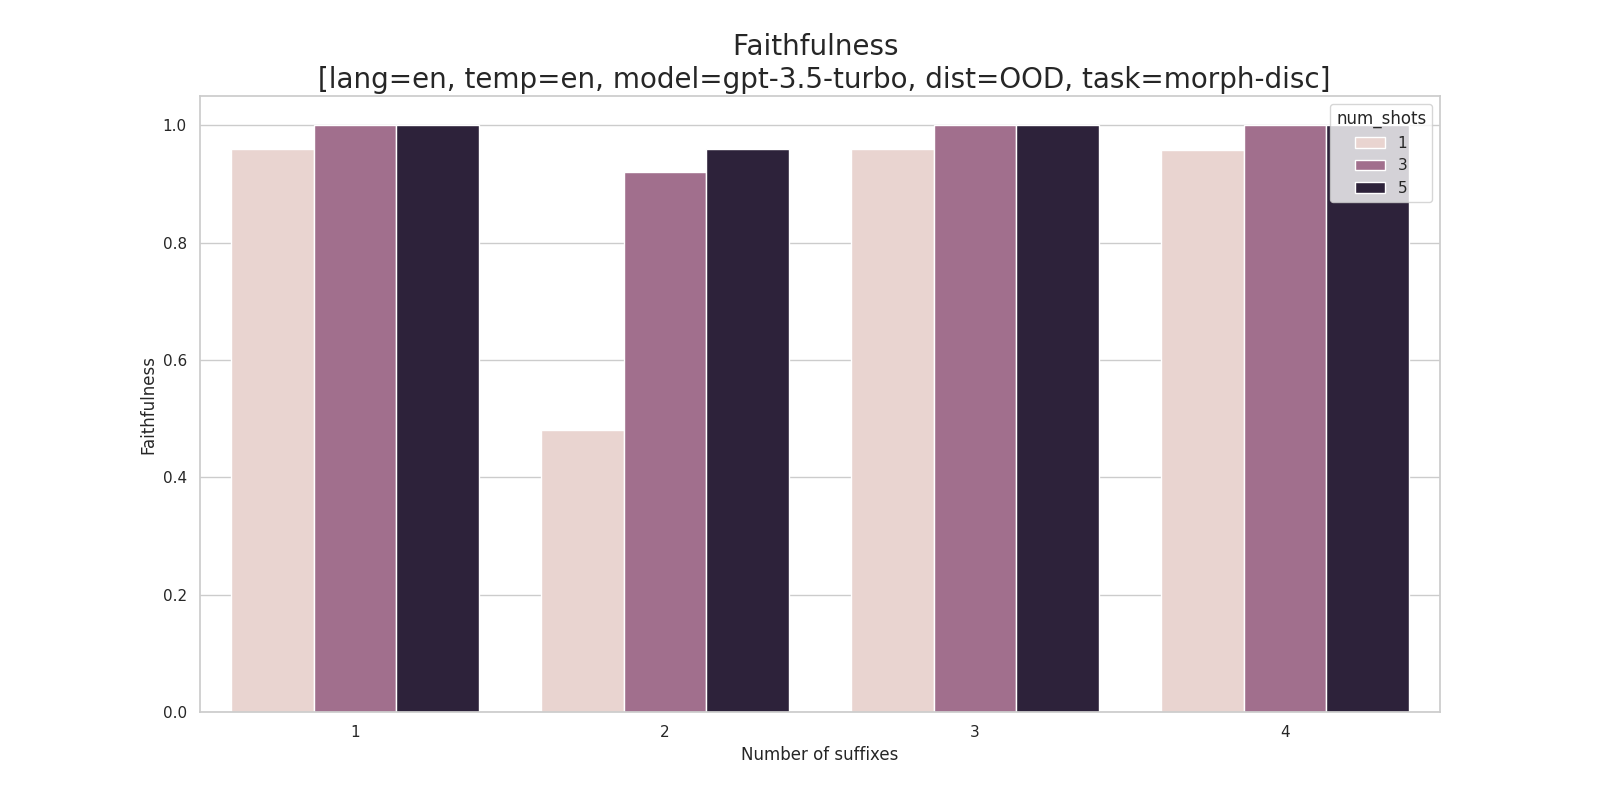 Faithfulness
[lang=en, temp=en, model=gpt-3.5-turbo, dist=OOD, task=morph-disc]
num_shots
1
3
5
1.0
0.8
0.6
0.4
0.2
0.0
Faithfulness
1 2 3 4
Number of suffixes